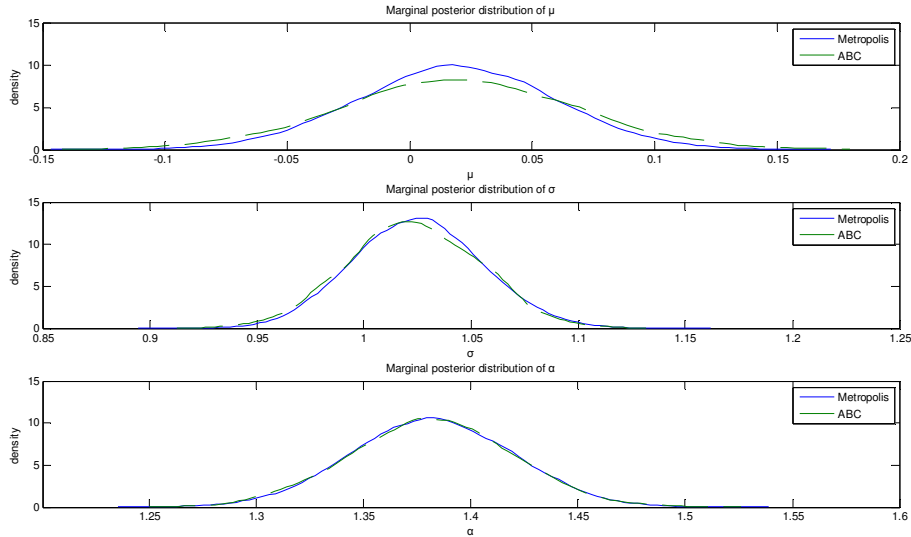 Marginal posterior distribution of μ
15
10
5
0
density
Metropolis
ABC
-0.15 -0.1 -0.05 0 0.05 0.1 0.15 0.2
μ
Marginal posterior distribution of σ
15
10
5
0
density
Metropolis
ABC
0.85 0.9 0.95 1 1.05 1.1 1.15 1.2 1.25
σ
Marginal posterior distribution of α
15
10
5
0
density
Metropolis
ABC
1.25 1.3 1.35 1.4 1.45 1.5 1.55 1.6
α